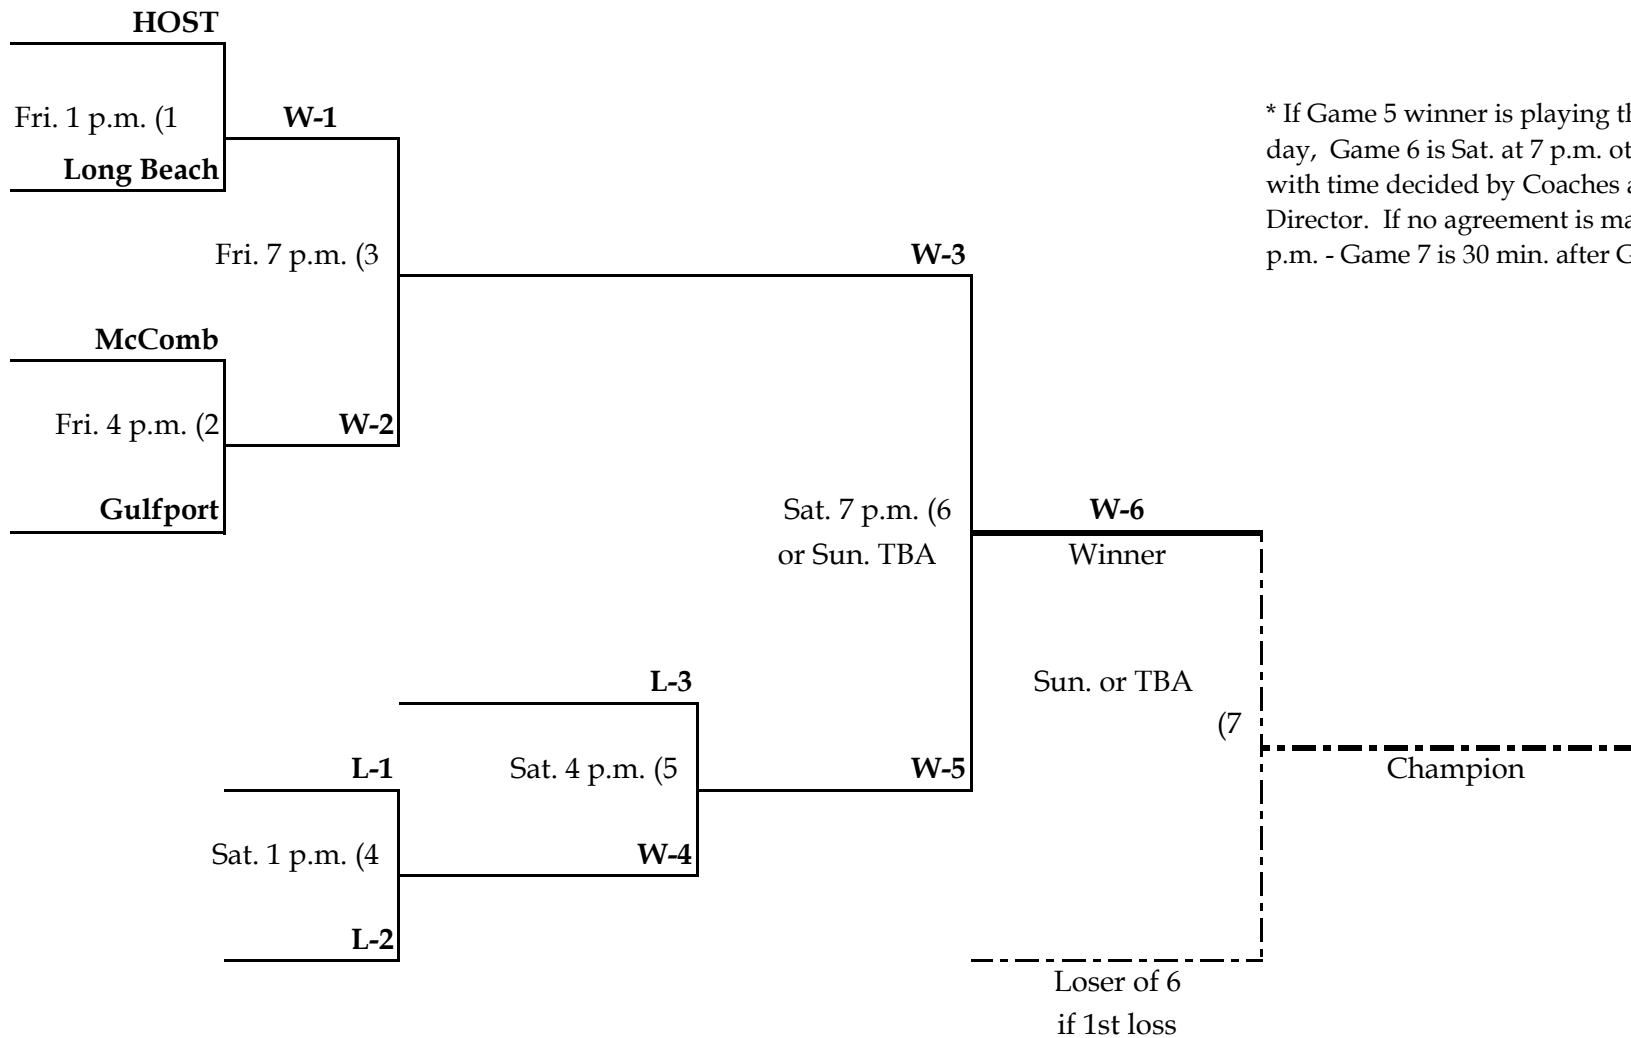 HOST
Fri. 1 p.m. (1
W-1
Long Beach
* If Game 5 winner is playing
day, Game 6 is Sat. at 7 p.m.
with time decided by Coaches
Director. If no agreement is
p.m. - Game 7 is 30 min. after
Fri. 7 p.m. (3
W-3
McComb
Fri. 4 p.m. (2
W-2
Gulfport
Sat. 7 p.m. (6
or Sun. TBA
W-6
Winner
L-3
Sun. or TBA
(7
L-1
Sat. 4 p.m. (5
W-5
Champion
Sat. 1 p.m. (4
W-4
L-2
Loser of 6
if 1st loss